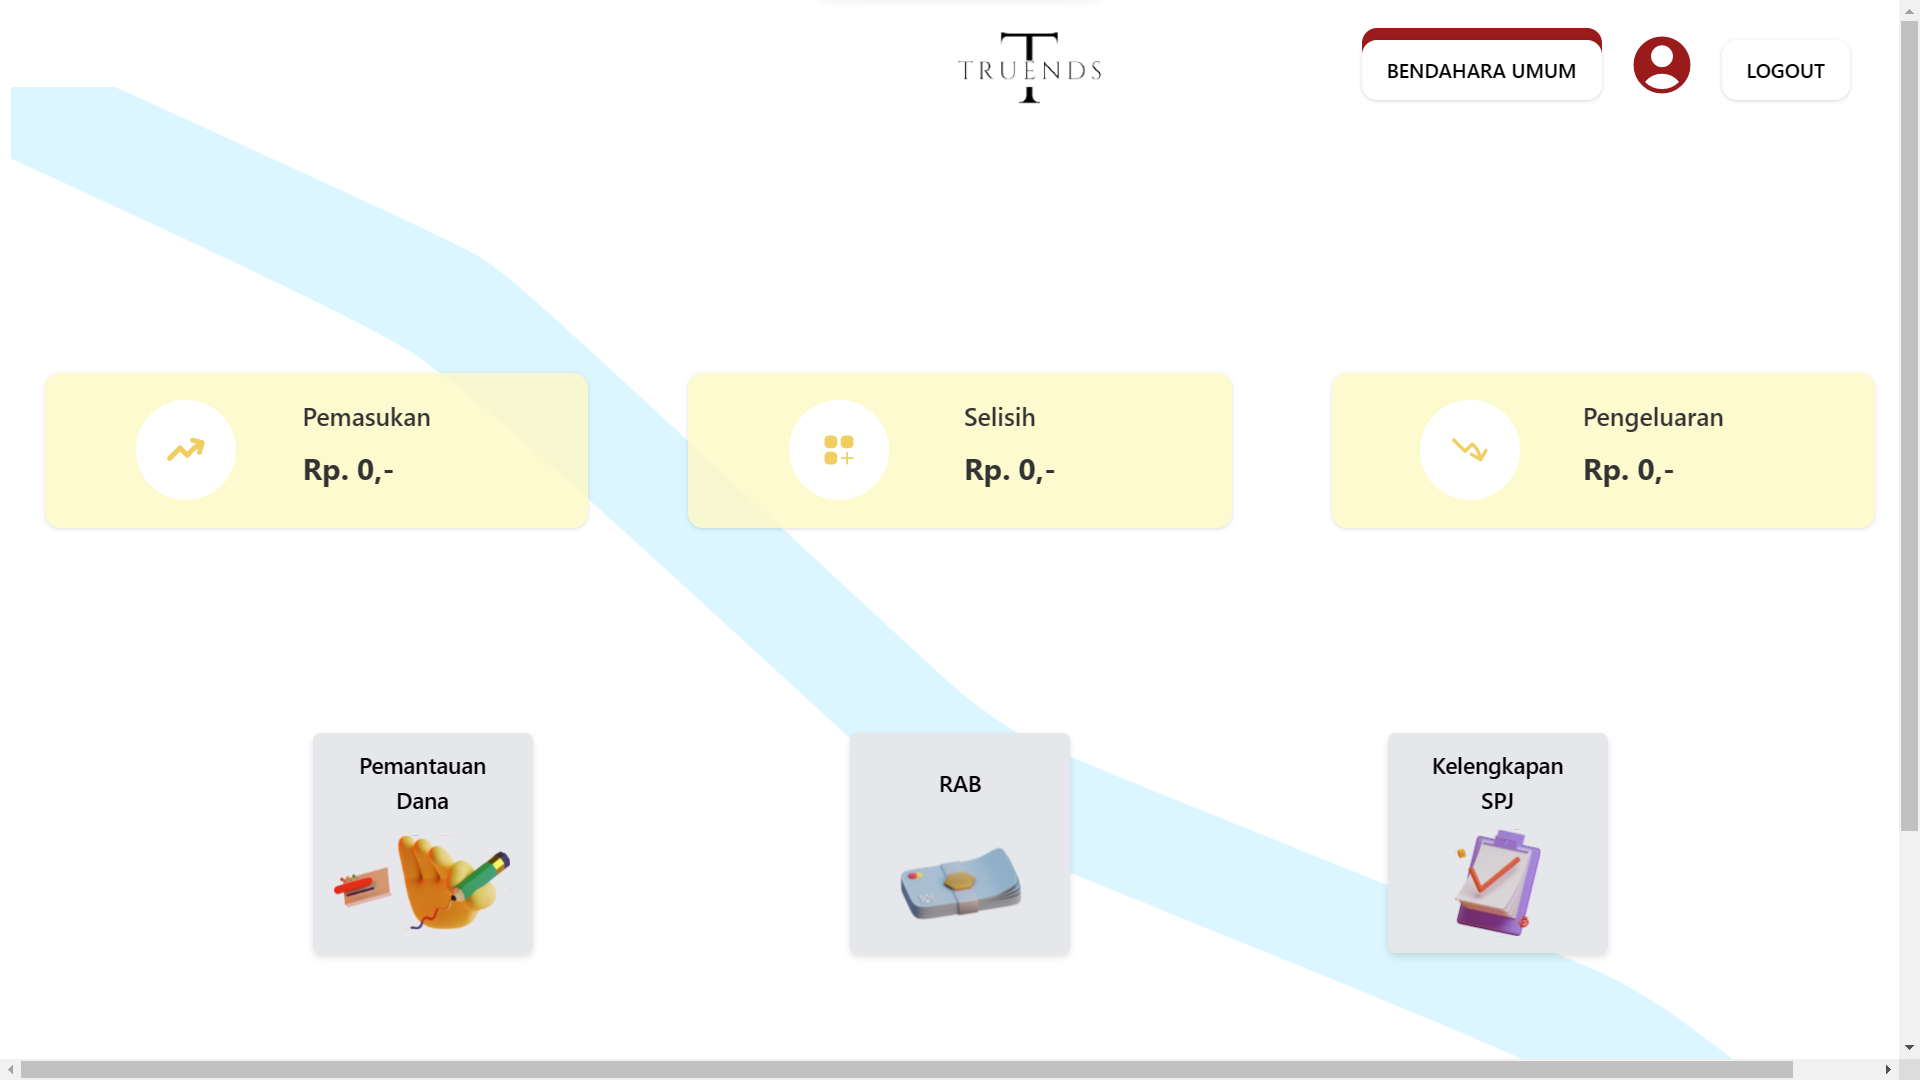 TRUENDS
BENDAHARA UMUM
LOGOUT
Pemasukan
Rp. 0,-
Selisih
Rp. 0,-
Pengeluaran
Rp. 0,-
Pemantauan
Dana
RAB
Kelengkapan
SPJ